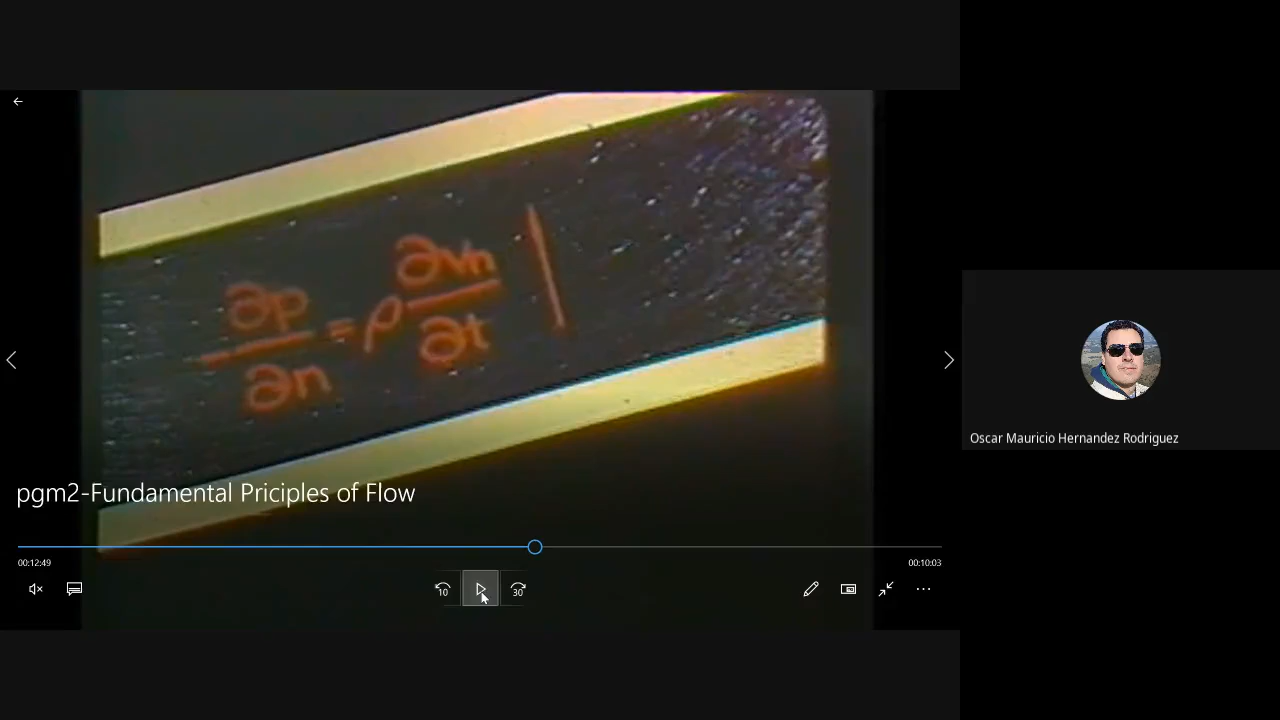 ∂p/∂n = ρ ∂vn/∂t |
pgm2-Fundamental Priciples of Flow
00:12:49
00:10:03
10
30
Oscar Mauricio Hernandez Rodriguez